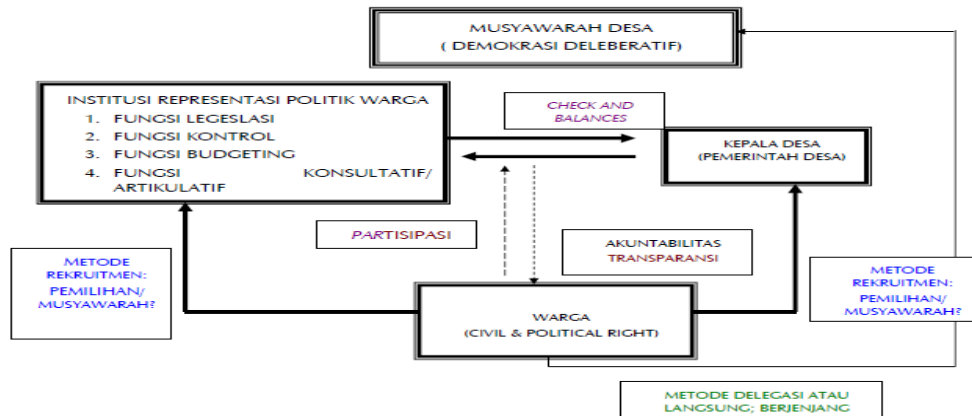 MUSYAWARAH DESA
( DEMOKRASI DELEBERATIF)
INSTITUSI REPRESENTASI POLITIK WARGA
1. FUNGSI LEGESLASI
2. FUNGSI KONTROL
3. FUNGSI BUDGETING
4. FUNGSI KONSULTATIF/
ARTIKULATIF
CHECK AND
BALANCES
KEPALA DESA
(PEMERINTAH DESA)
PARTISIPASI
AKUNTABILITAS
TRANSPARANSI
METODE
REKRUITMEN:
PEMILIHAN/
MUSYAWARAH?
METODE
REKRUITMEN:
PEMILIHAN/
MUSYAWARAH?
WARGA
(CIVIL & POLITICAL RIGHT)
METODE DELEGASI ATAU
LANGSUNG; BERJENJANG